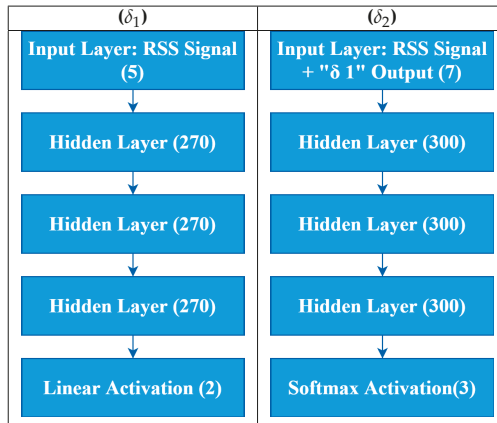 (δ1)
Input Layer: RSS Signal
(5)
Hidden Layer (270)
Hidden Layer (270)
Hidden Layer (270)
Linear Activation (2)
(δ2)
Input Layer: RSS Signal
+ "δ 1" Output (7)
Hidden Layer (300)
Hidden Layer (300)
Hidden Layer (300)
Softmax Activation(3)